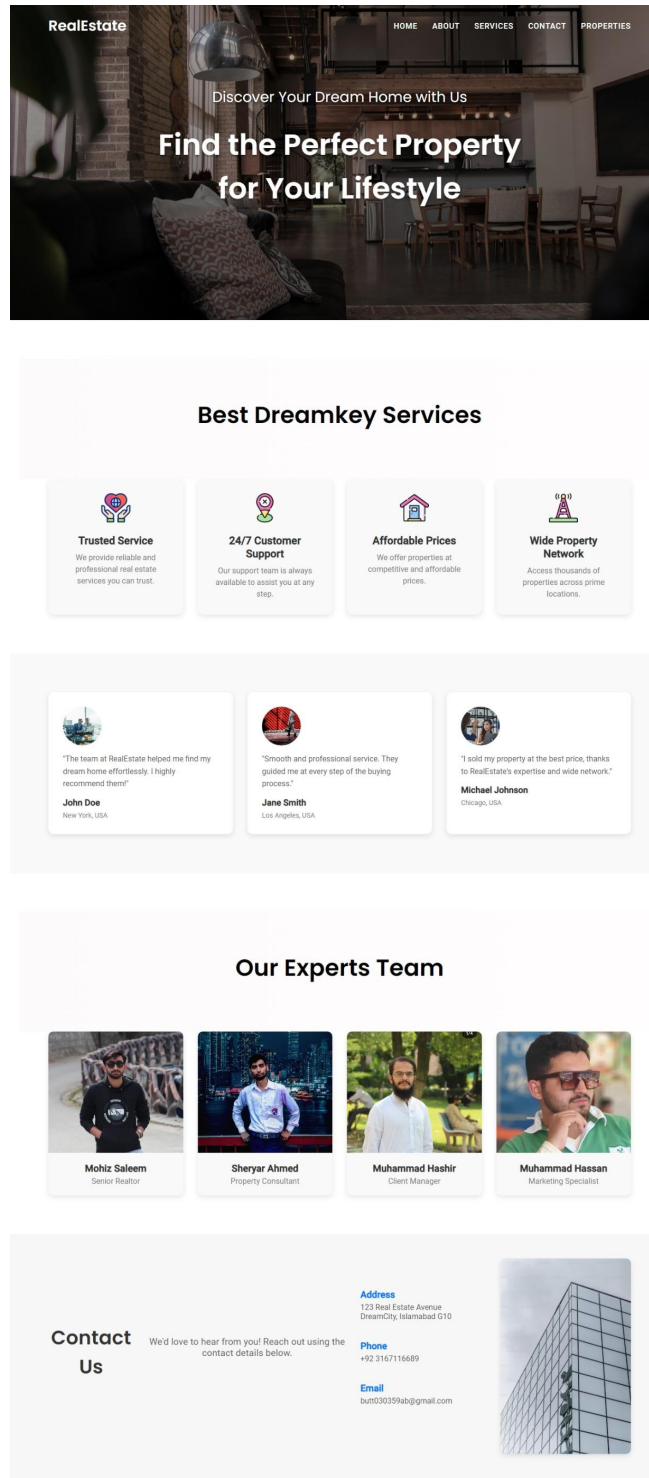 RealEstate
HOME ABOUT SERVICES CONTACT PROPERTIES
Discover Your Dream Home with Us
Find the Perfect Property
for Your Lifestyle
Best Dreamkey Services
Trusted Service
We provide reliable and
professional real estate
services you can trust.
24/7 Customer
Support
Our support team is always
available to assist you at any
step.
Affordable Prices
We offer properties at
competitive and affordable
prices.
Wide Property
Network
Access thousands of
properties across prime
locations.
"The team at RealEstate helped me find my
dream home effortlessly. I highly
recommend them!"
John Doe
New York, USA
"Smooth and professional service. They
guided me at every step of the buying
process."
Jane Smith
Los Angeles, USA
"I sold my property at the best price, thanks
to RealEstate's expertise and wide network."
Michael Johnson
Chicago, USA
Our Experts Team
Mohiz Saleem
Senior Realtor
Sheryar Ahmed
Property Consultant
Muhammad Hashir
Client Manager
Muhammad Hassan
Marketing Specialist
Contact
Us
We'd love to hear from you! Reach out using the
contact details below.
Address
123 Real Estate Avenue
DreamCity, Islamabad G10
Phone
+92 3167116689
Email
butt030359ab@gmail.com